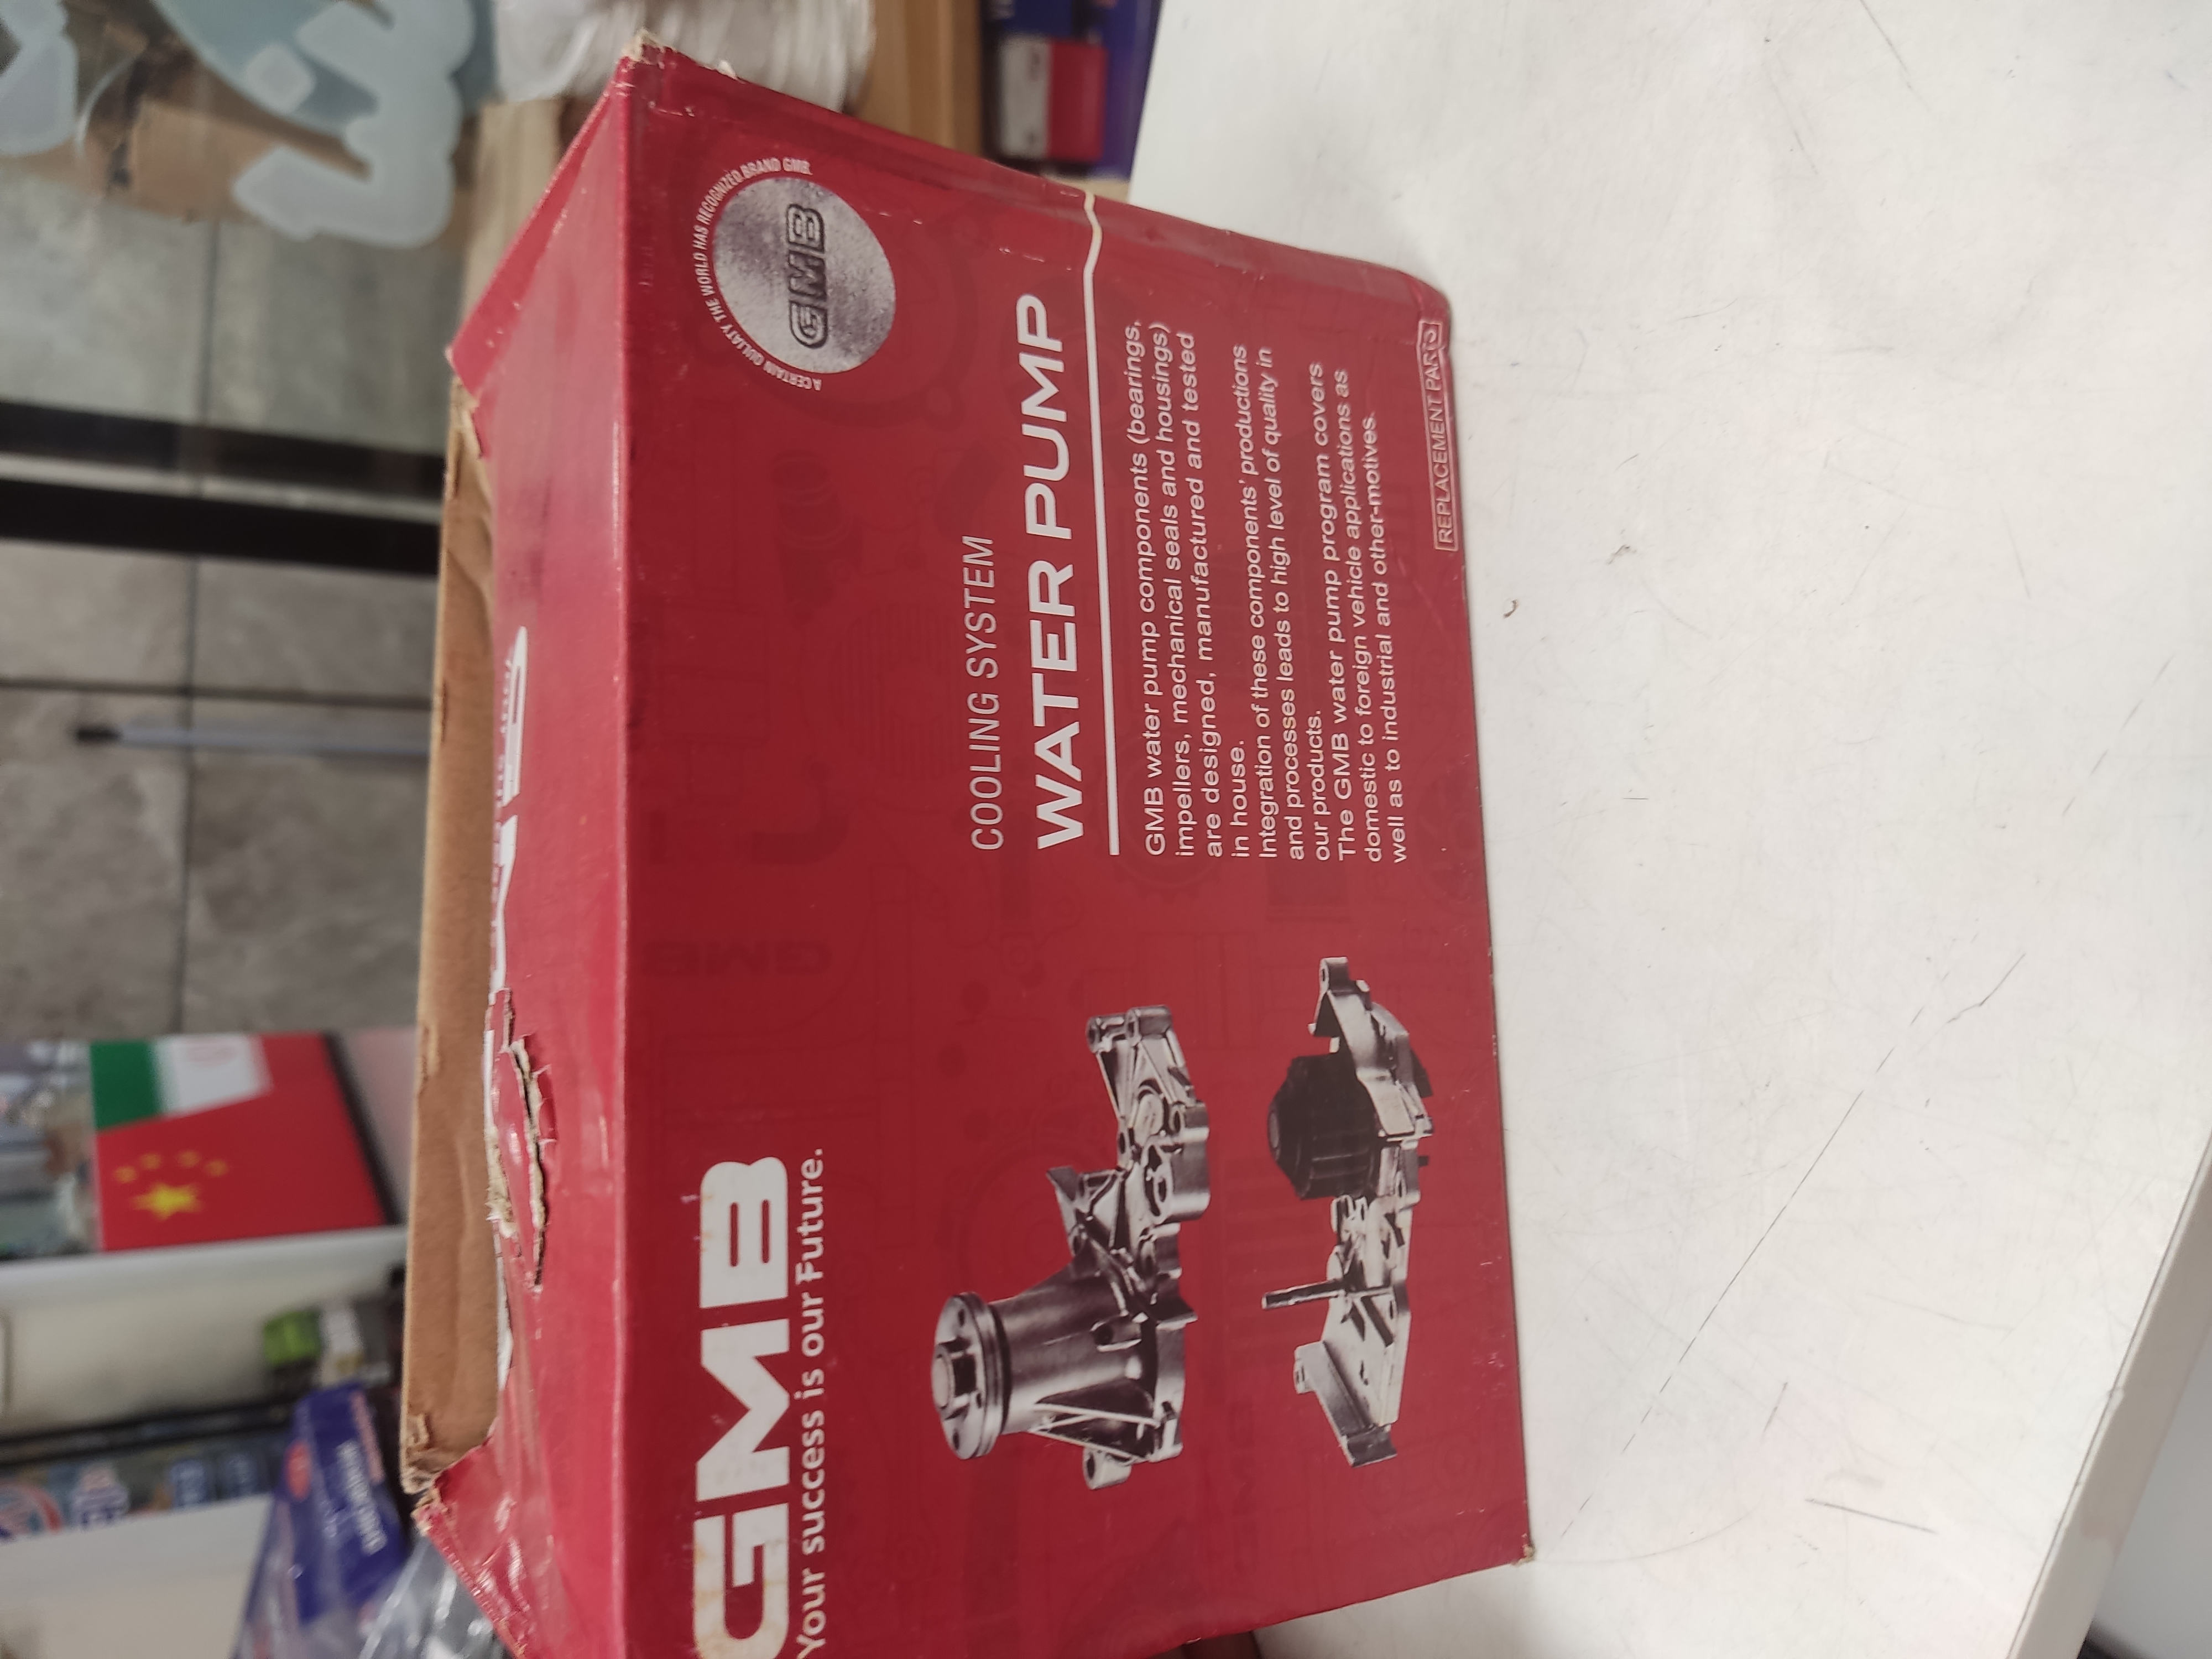 GMB
Your success is our Future.
A CERTAIN QULIATY THE WORLD HAS RECOGNIZED BRAND GMB.
GMB
COOLING SYSTEM
WATER PUMP
GMB water pump components (bearings,
impellers, mechanical seals and housings)
are designed, manufactured and tested
in house.
Integration of these components' productions
and processes leads to high level of quality in
our products.
The GMB water pump program covers
domestic to foreign vehicle applications as
well as to industrial and other-motives.
REPLACEMENT PARTS
GMB